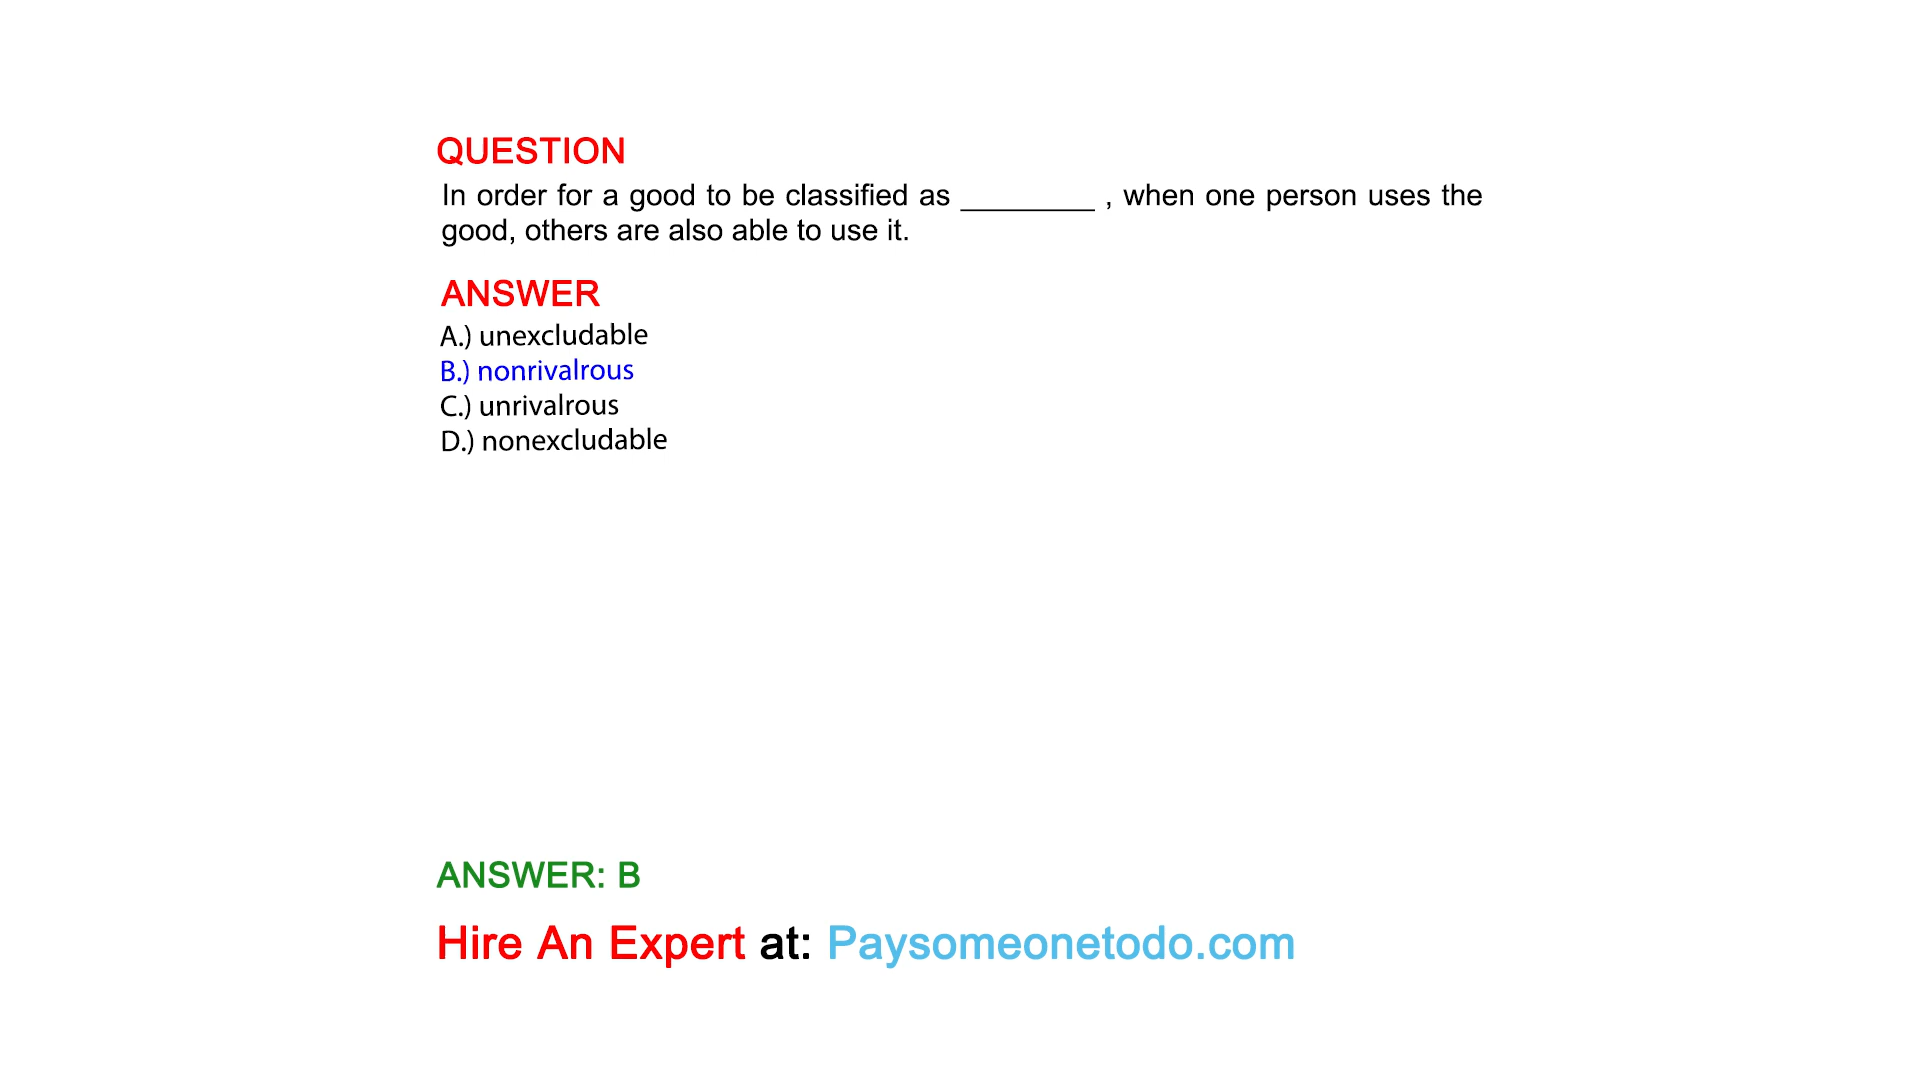 QUESTION
In order for a good to be classified as ________ , when one person uses the
good, others are also able to use it.
ANSWER
A.) unexcludable
B.) nonrivalrous
C.) unrivalrous
D.) nonexcludable
ANSWER: B
Hire An Expert at: Paysomeonetodo.com